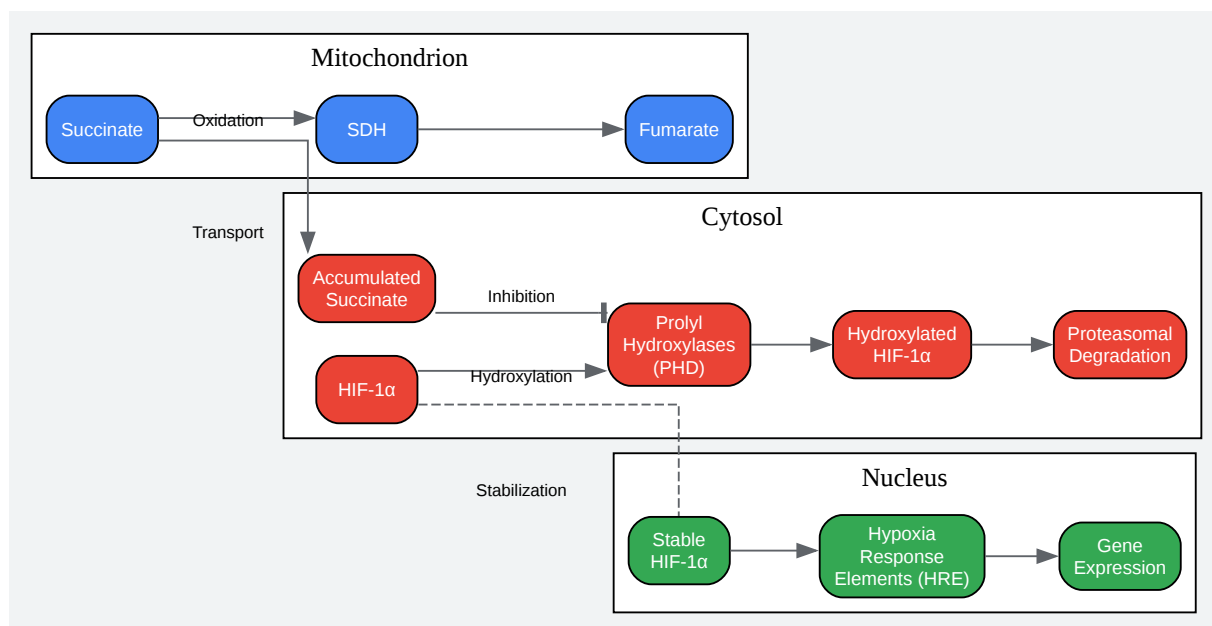 Mitochondrion
Succinate
Oxidation
SDH
Fumarate
Transport
Cytosol
Accumulated
Succinate
Inhibition
Prolyl
Hydroxylases
(PHD)
Hydroxylated
HIF-1α
Proteasomal
Degradation
HIF-1α
Hydroxylation
Stabilization
Nucleus
Stable
HIF-1α
Hypoxia
Response
Elements (HRE)
Gene
Expression